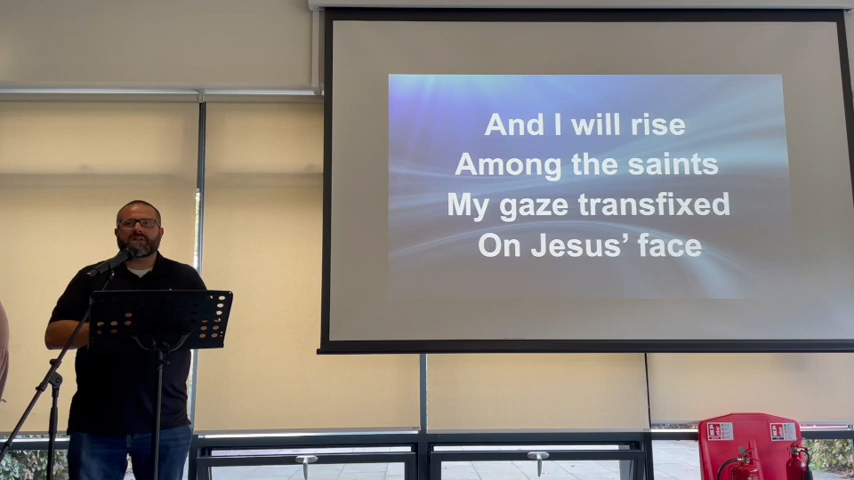 And I will rise
Among the saints
My gaze transfixed
On Jesus’ face